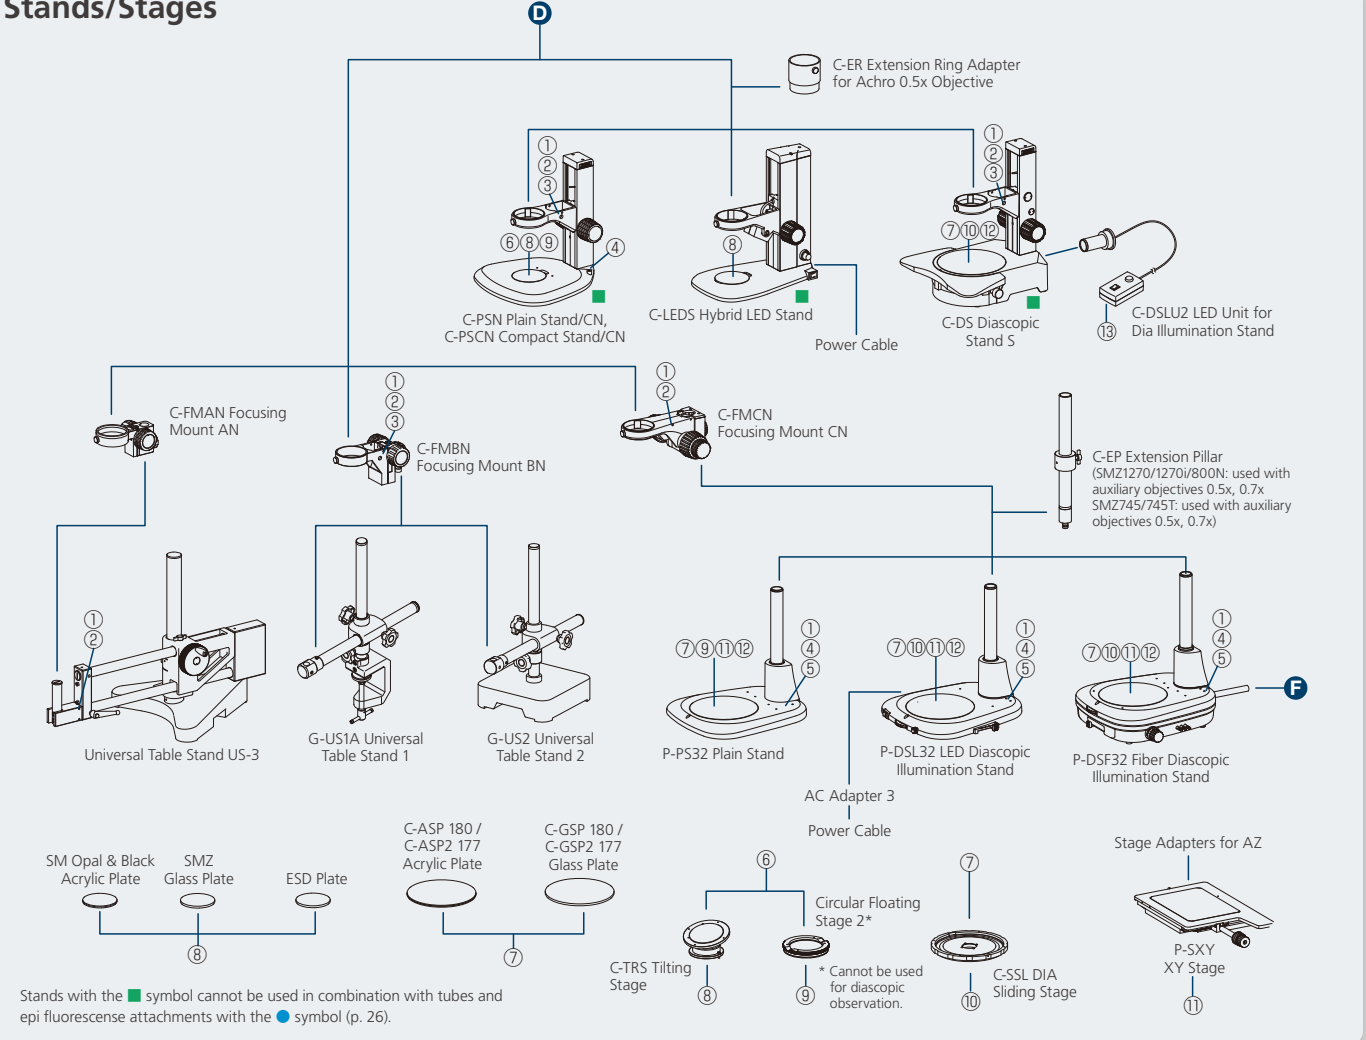 Stands/Stages
D
C-ER Extension Ring Adapter
for Achro 0.5x Objective
①
②
③
①
②
③
⑥⑧⑨
④
⑧
⑦⑩⑫
C-PSN Plain Stand/CN,
C-PSCN Compact Stand/CN
C-LEDS Hybrid LED Stand
Power Cable
C-DS Diascopic
Stand S
⑬
C-DSLU2 LED Unit for
Dia Illumination Stand
C-FMAN Focusing
Mount AN
①
②
③
C-FMBN
Focusing Mount BN
①
②
C-FMCN
Focusing Mount CN
C-EP Extension Pillar
(SMZ1270/1270i/800N: used with
auxiliary objectives 0.5x, 0.7x
SMZ745/745T: used with auxiliary
objectives 0.5x, 0.7x)
①
②
Universal Table Stand US-3
G-US1A Universal
Table Stand 1
G-US2 Universal
Table Stand 2
⑦⑨⑪⑫
①
④
⑤
P-PS32 Plain Stand
⑦⑩⑪⑫
①
④
⑤
P-DSL32 LED Diascopic
Illumination Stand
AC Adapter 3
Power Cable
⑦⑩⑪⑫
①
④
⑤
F
P-DSF32 Fiber Diascopic
Illumination Stand
SM Opal & Black
Acrylic Plate
SMZ
Glass Plate
ESD Plate
⑧
C-ASP 180 /
C-ASP2 177
Acrylic Plate
C-GSP 180 /
C-GSP2 177
Glass Plate
⑦
⑥
C-TRS Tilting
Stage
⑧
Circular Floating
Stage 2*
* Cannot be used
for diascopic
observation.
⑨
⑦
C-SSL DIA
Sliding Stage
⑩
Stage Adapters for AZ
P-SXY
XY Stage
⑪
Stands with the ■ symbol cannot be used in combination with tubes and
epi fluorescense attachments with the ● symbol (p. 26).